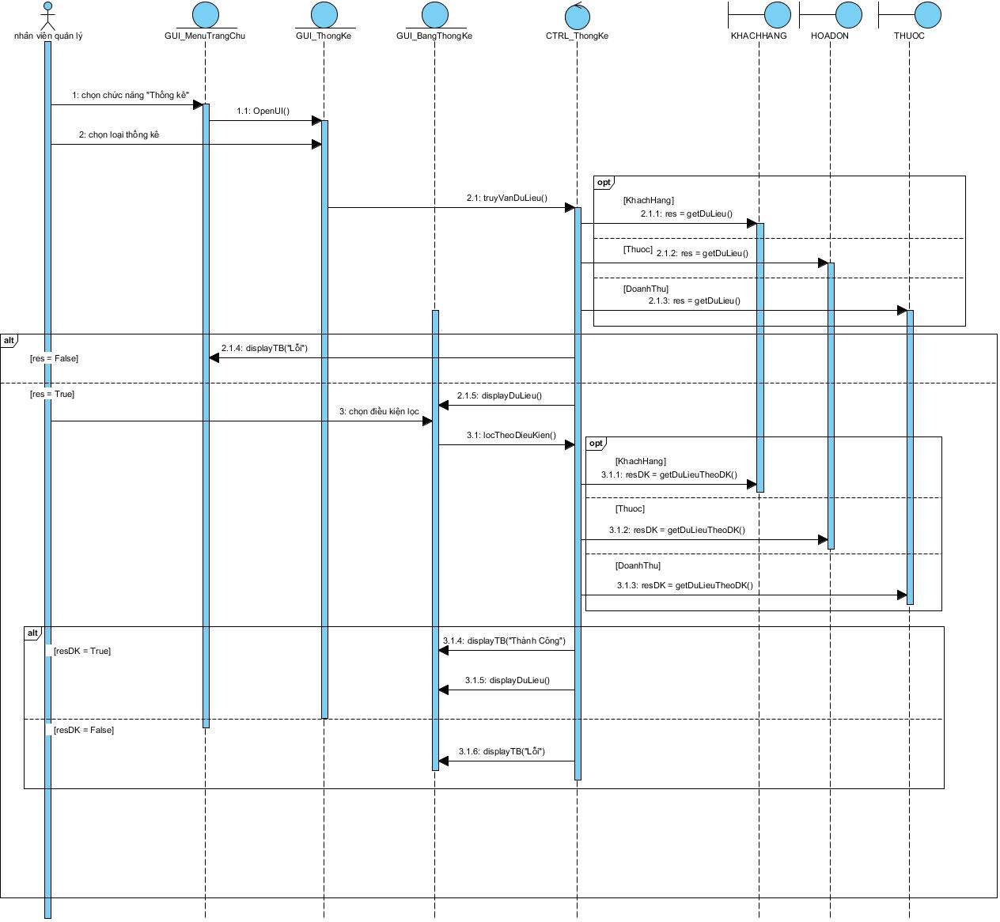 nhân viên quản lý
GUI_MenuTrangChu
GUI_ThongKe
GUI_BangThongKe
CTRL_ThongKe
KHACHHANG
HOADON
THUOC
1: chọn chức năng "Thống kê"
1.1: OpenUI()
2: chọn loại thống kê
opt
2.1: truyVanDuLieu()
[KhachHang]
2.1.1: res = getDuLieu()
[Thuoc]
2.1.2: res = getDuLieu()
[DoanhThu]
2.1.3: res = getDuLieu()
alt
2.1.4: displayTB("Lỗi")
[res = False]
[res = True]
2.1.5: displayDuLieu()
3: chọn điều kiện lọc
3.1: locTheoDieuKien()
opt
[KhachHang]
3.1.1: resDK = getDuLieuTheoDK()
[Thuoc]
3.1.2: resDK = getDuLieuTheoDK()
[DoanhThu]
3.1.3: resDK = getDuLieuTheoDK()
alt
3.1.4: displayTB("Thành Công")
[resDK = True]
3.1.5: displayDuLieu()
[resDK = False]
3.1.6: displayTB("Lỗi")